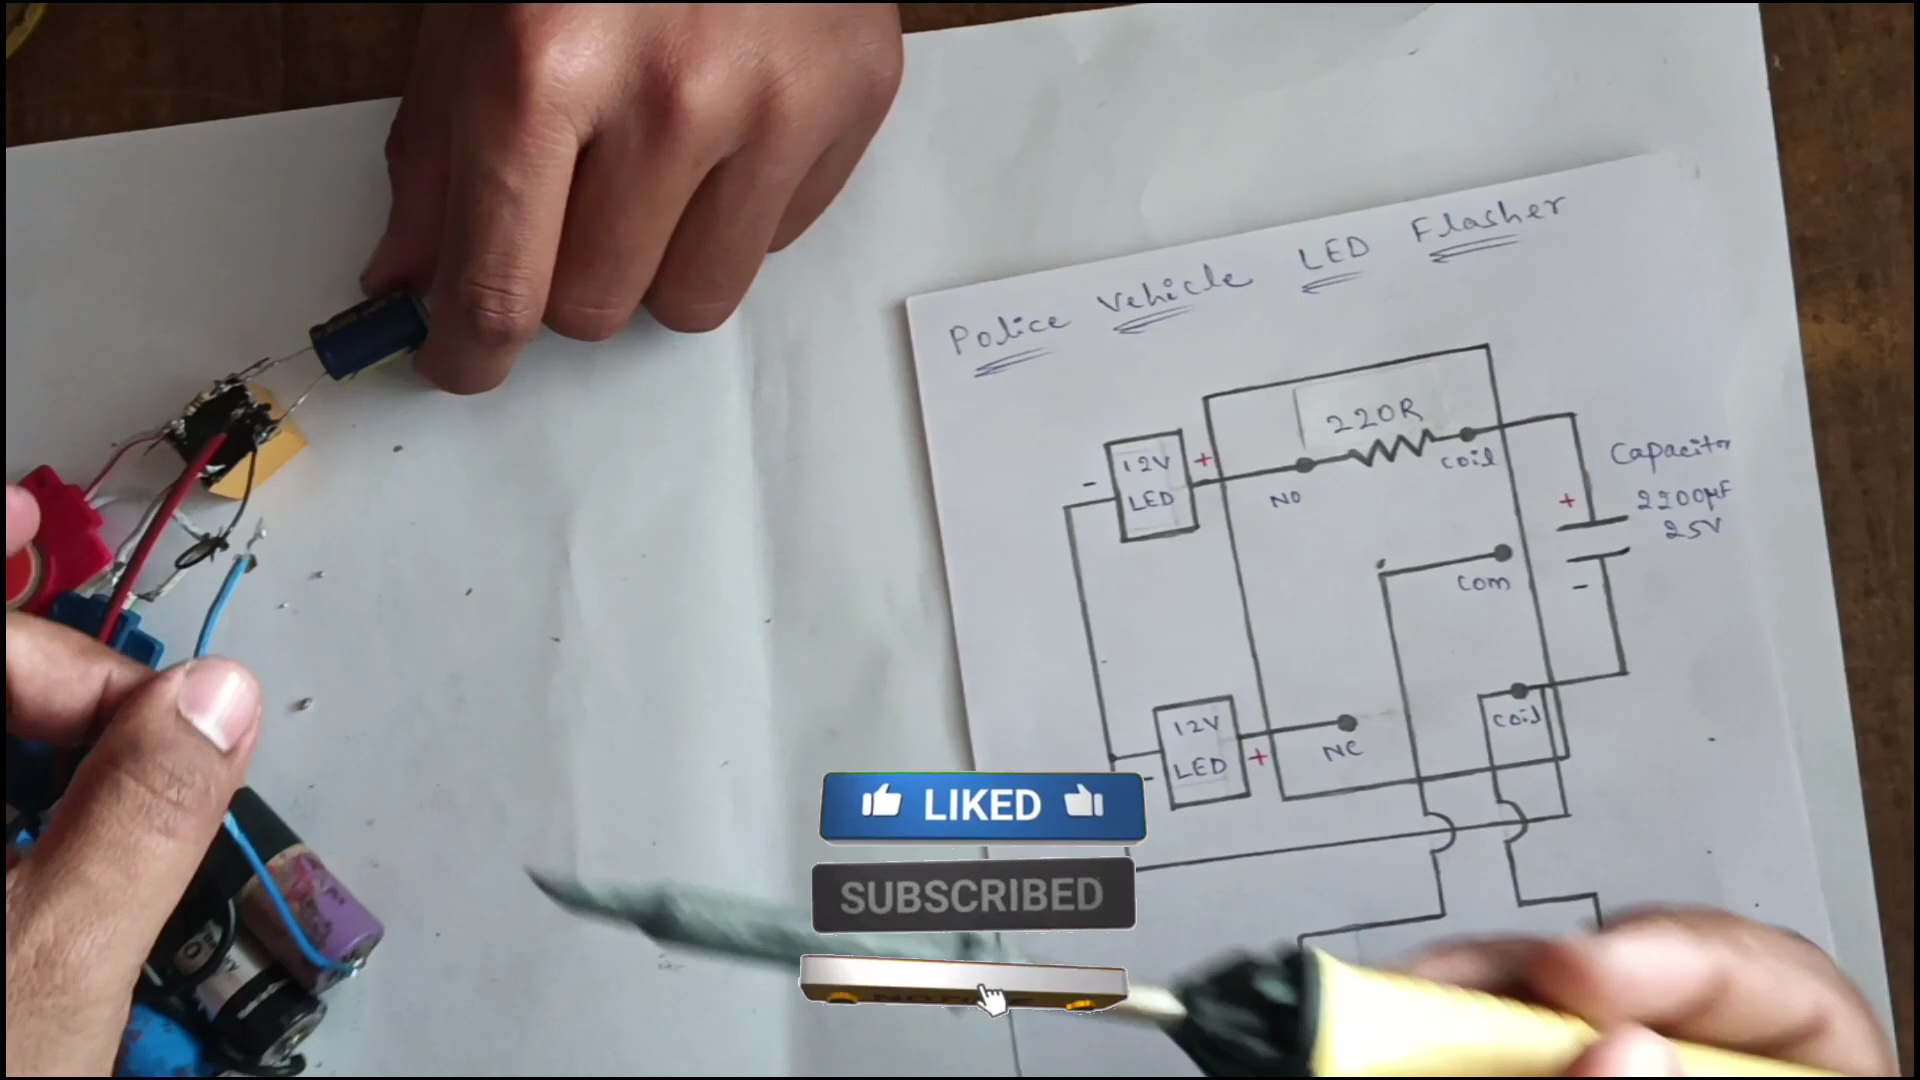 Police Vehicle LED Flasher
220R
12V
LED
-
+
NO
coil
Capacitor
2200µF
25V
+
-
Com
12V
LED
-
+
NC
coil
LIKED
SUBSCRIBED